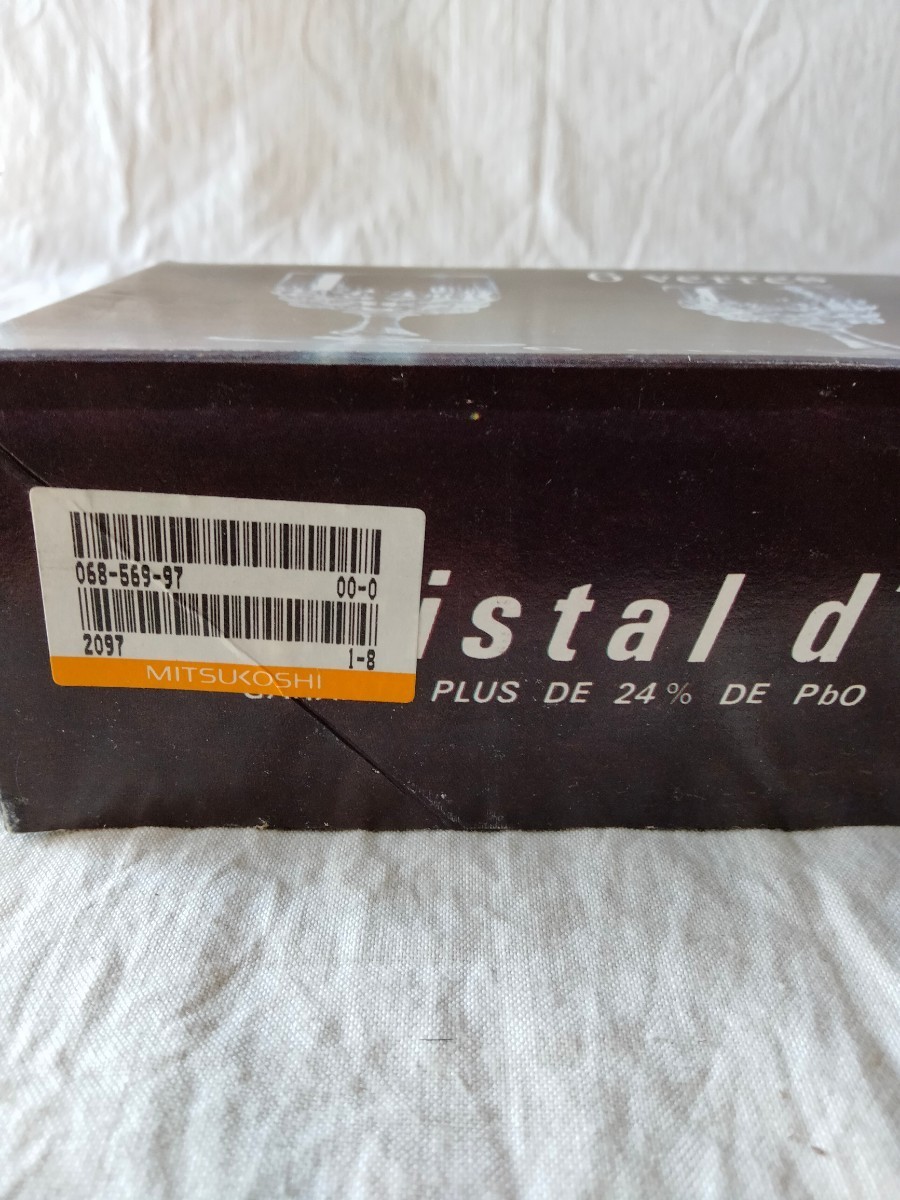 6 verres
068-569-97 00-0
2097 1-8
MITSUKOSHI
istal d'
PLUS DE 24% DE PbO